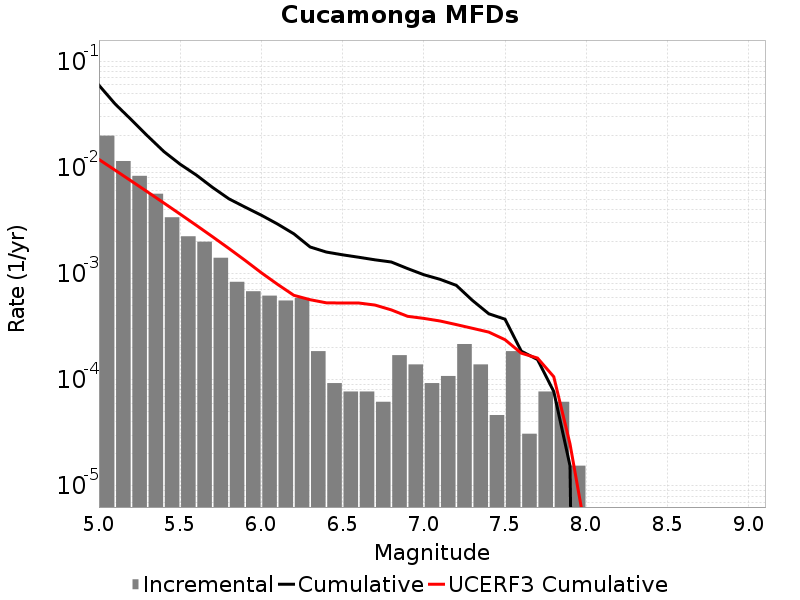 Cucamonga MFDs
10-1
10-2
10-3
10-4
10-5
Rate (1/yr)
5.0 5.5 6.0 6.5 7.0 7.5 8.0 8.5 9.0
Magnitude
Incremental Cumulative UCERF3 Cumulative